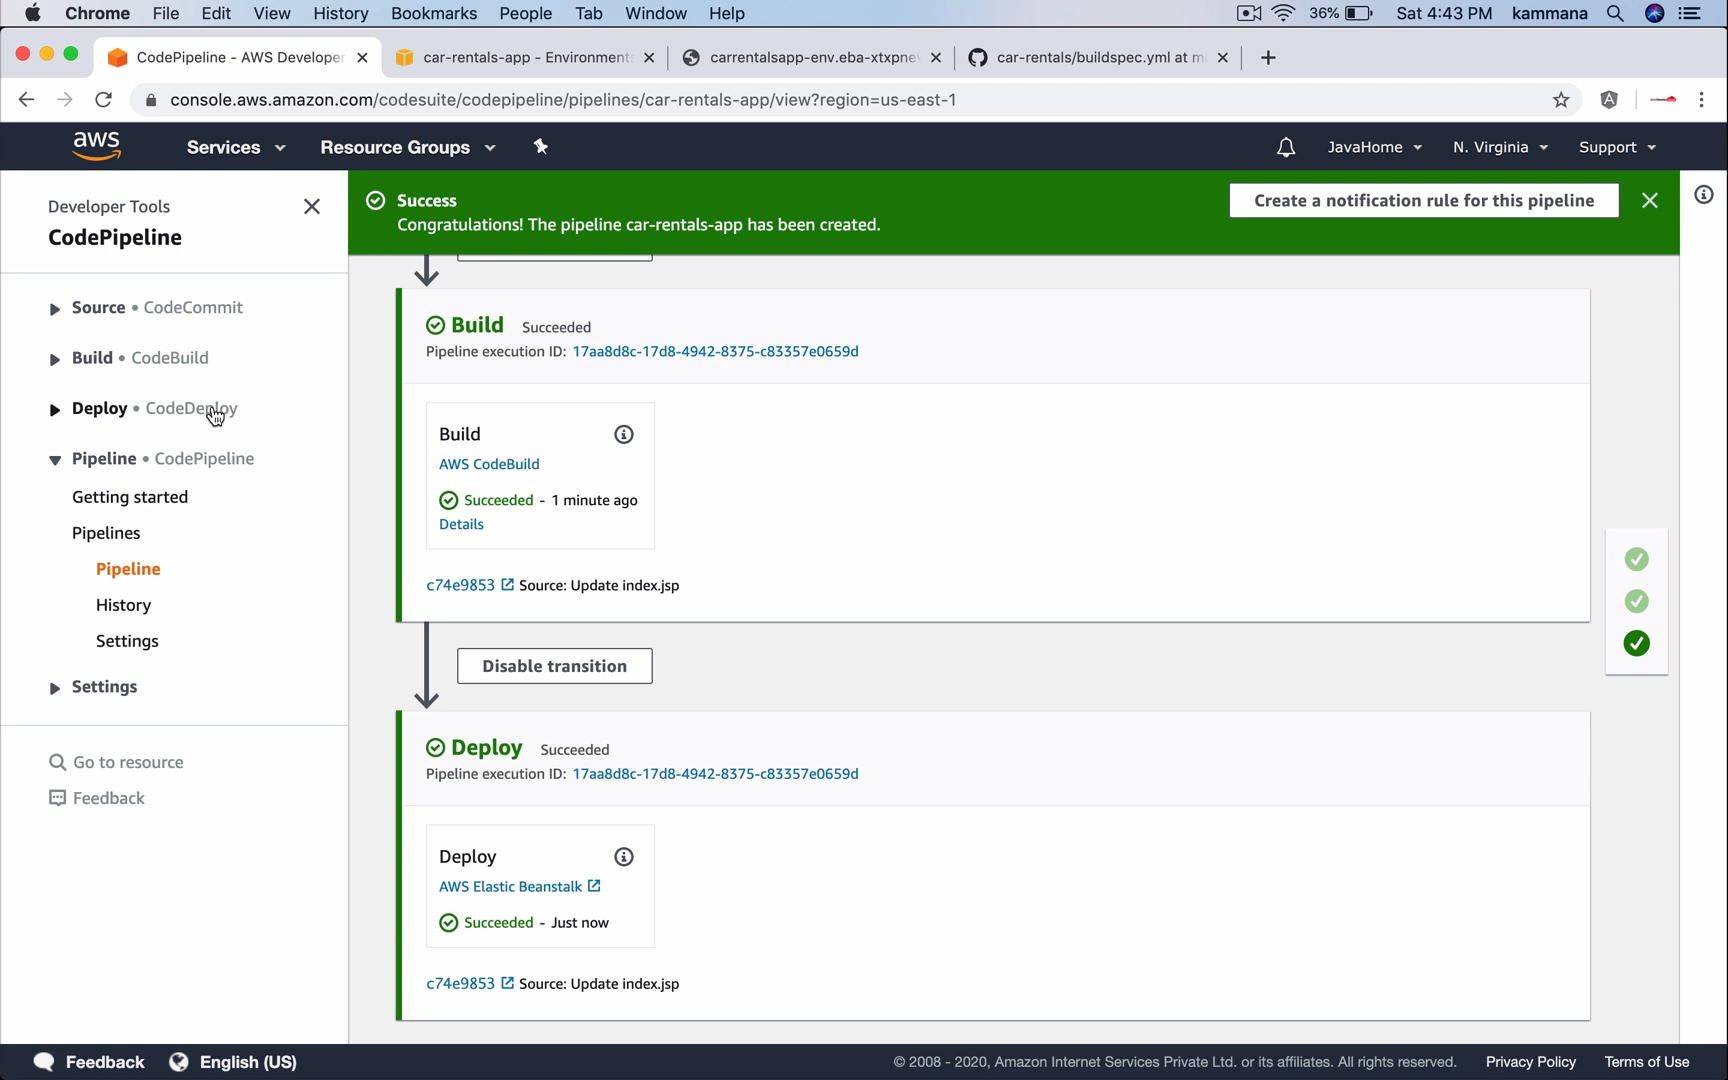 Chrome File Edit View History Bookmarks People Tab Window Help 36% Sat 4:43 PM kammana
CodePipeline - AWS Developer car-rentals-app - Environments carrentalsapp-env.eba-xtxpne car-rentals/buildspec.yml at m
console.aws.amazon.com/codesuite/codepipeline/pipelines/car-rentals-app/view?region=us-east-1
aws Services Resource Groups JavaHome N. Virginia Support
Developer Tools
CodePipeline
Source • CodeCommit
Build • CodeBuild
Deploy • CodeDeploy
Pipeline • CodePipeline
Getting started
Pipelines
Pipeline
History
Settings
Settings
Go to resource
Feedback
Success
Congratulations! The pipeline car-rentals-app has been created.
Create a notification rule for this pipeline
Build Succeeded
Pipeline execution ID: 17aa8d8c-17d8-4942-8375-c83357e0659d
Build
AWS CodeBuild
Succeeded - 1 minute ago
Details
c74e9853 Source: Update index.jsp
Disable transition
Deploy Succeeded
Pipeline execution ID: 17aa8d8c-17d8-4942-8375-c83357e0659d
Deploy
AWS Elastic Beanstalk
Succeeded - Just now
c74e9853 Source: Update index.jsp
Feedback English (US) © 2008 - 2020, Amazon Internet Services Private Ltd. or its affiliates. All rights reserved. Privacy Policy Terms of Use